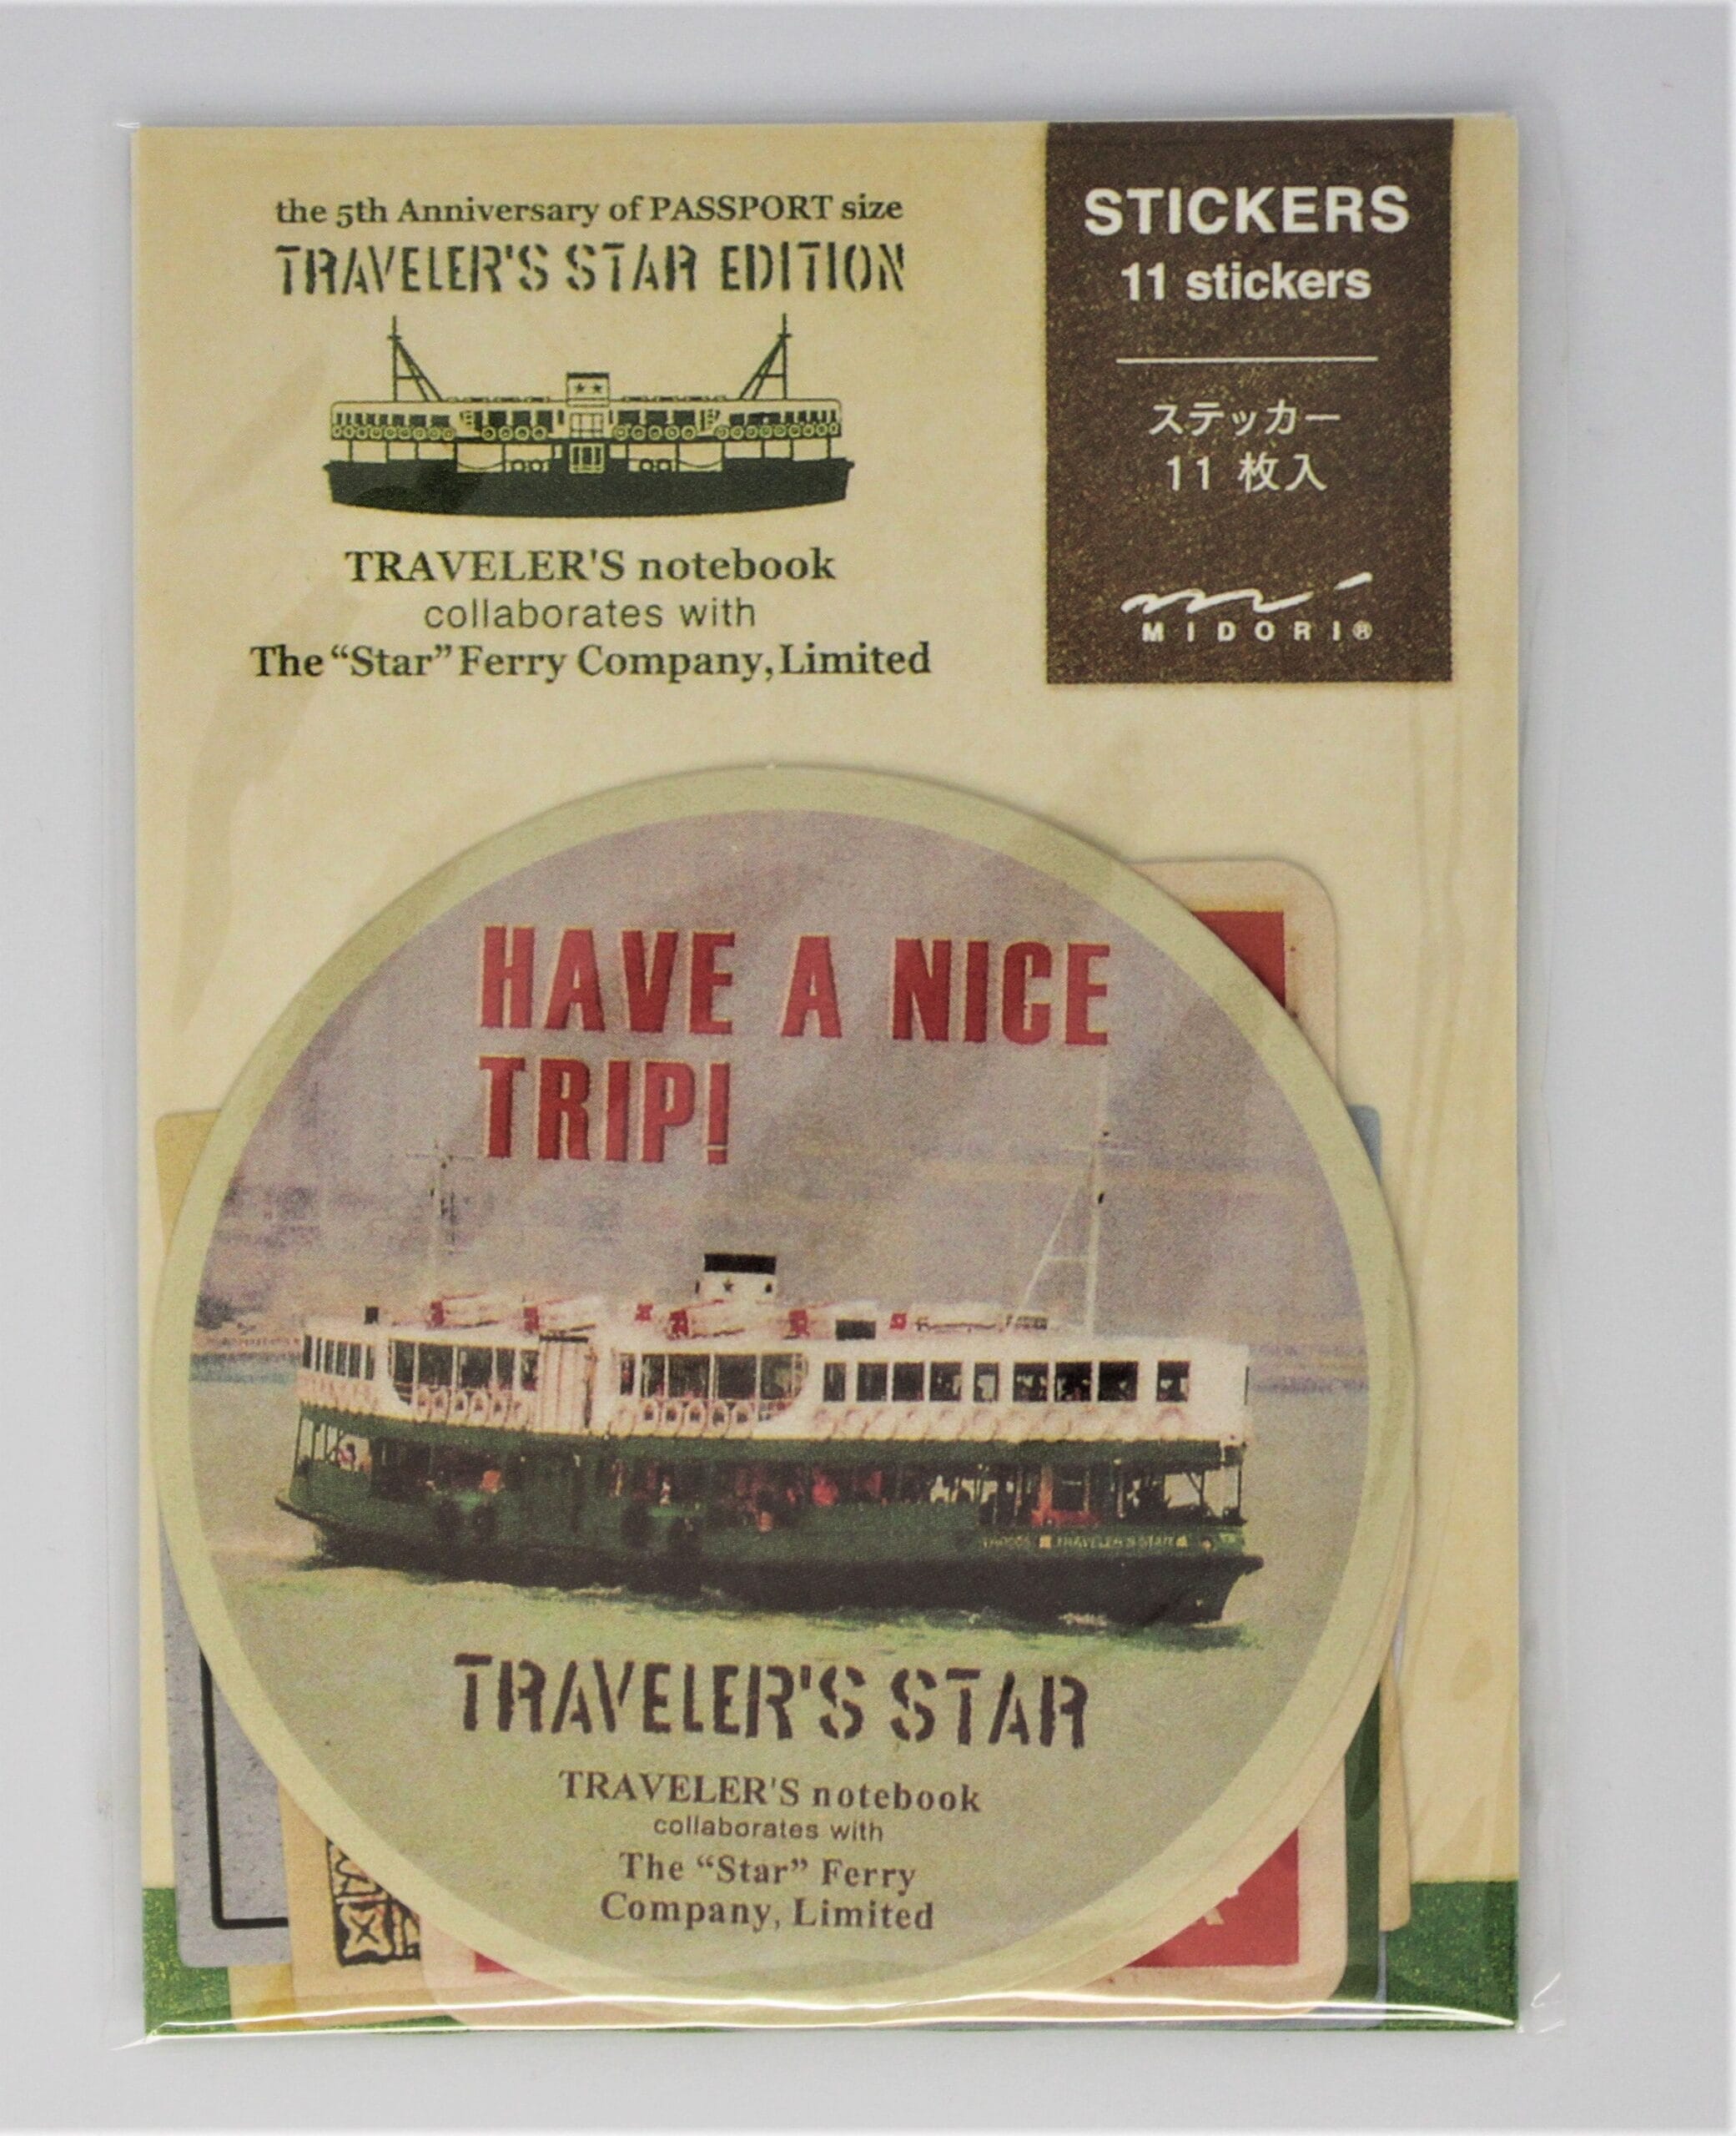 the 5th Anniversary of PASSPORT size
TRAVELER'S STAR EDITION
TRAVELER'S notebook
collaborates with
The “Star” Ferry Company, Limited
STICKERS
11 stickers
ステッカー
11 枚入
MIDORI®
HAVE A NICE
TRIP!
TRAVELER'S STAR
TRAVELER'S STAR
TRAVELER'S notebook
collaborates with
The “Star” Ferry
Company, Limited